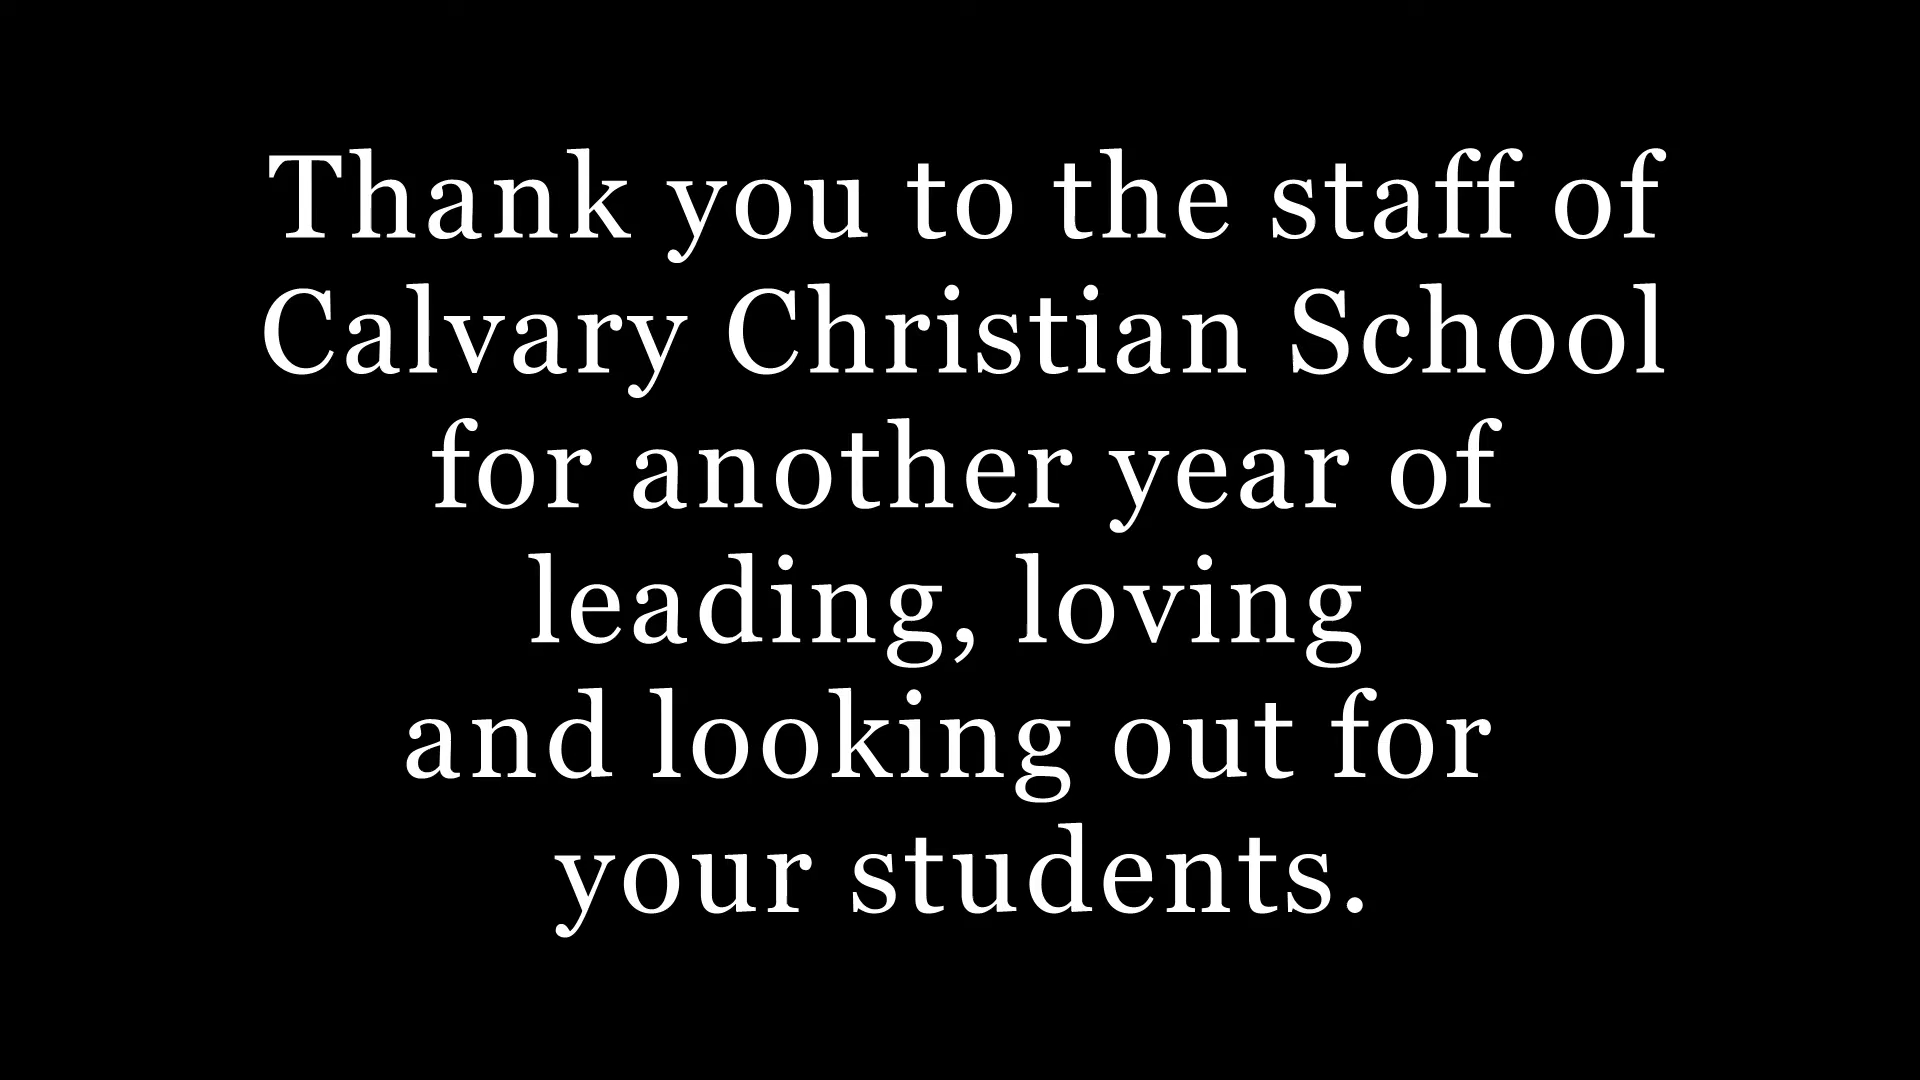 Thank you to the staff of
Calvary Christian School
for another year of
leading, loving
and looking out for
your students.